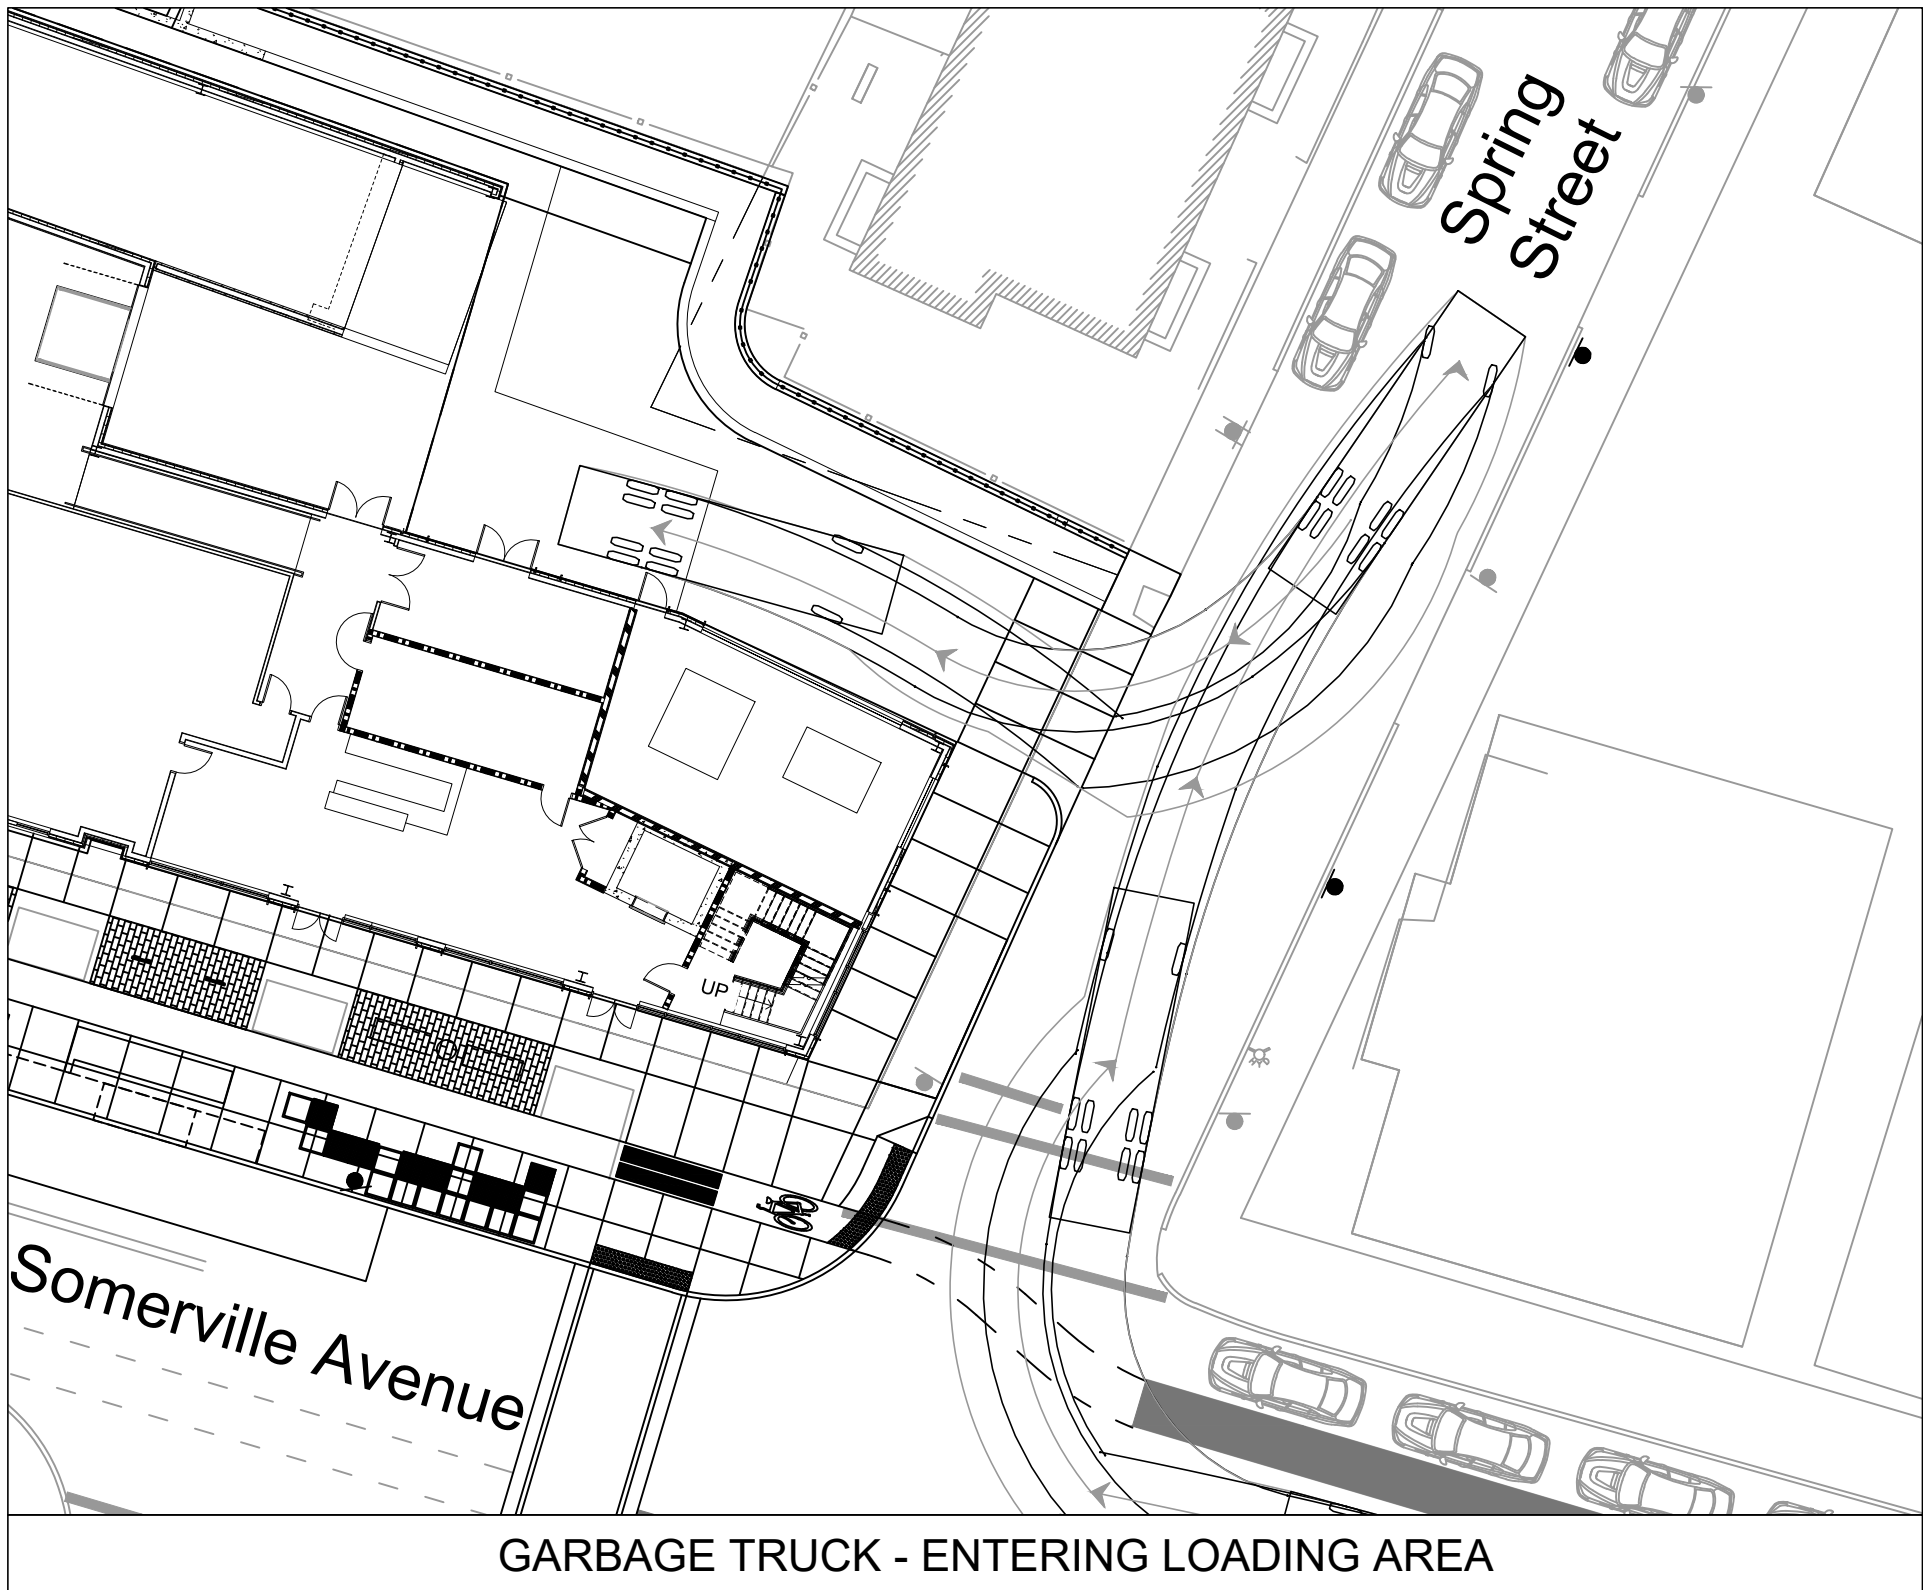 Spring
Street
UP
Somerville Avenue
GARBAGE TRUCK - ENTERING LOADING AREA